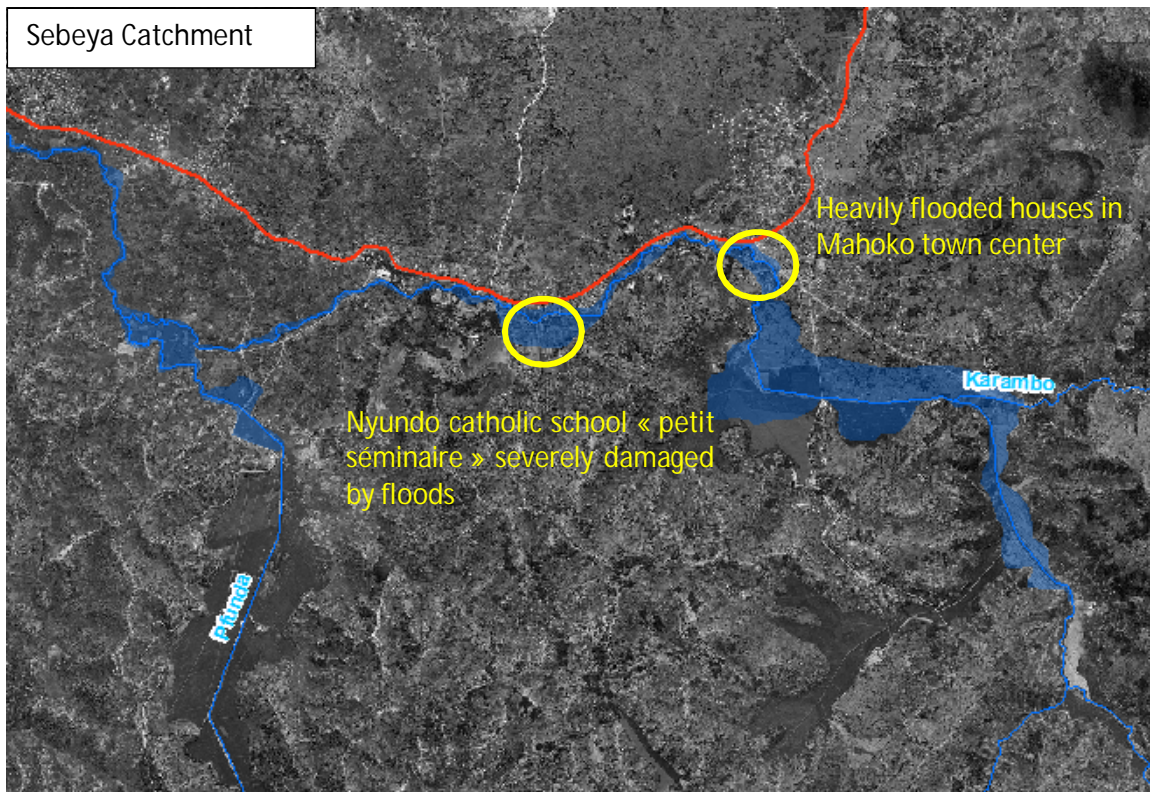 Sebeya Catchment
Heavily flooded houses in
Mahoko town center
Karambo
Nyundo catholic school « petit
séminaire » severely damaged
by floods
Pfunda